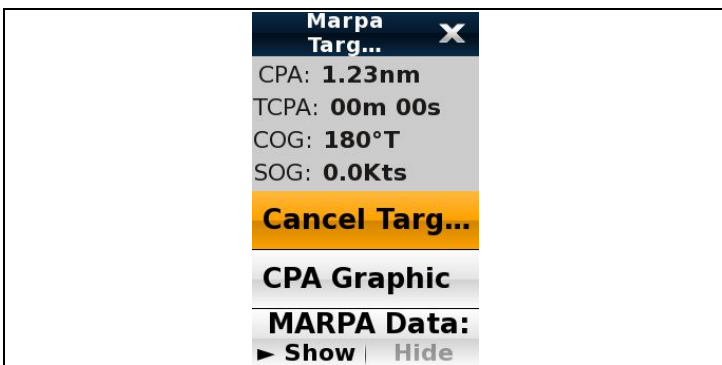 Marpa
Targ...
CPA: 1.23nm
TCPA: 00m 00s
COG: 180°T
SOG: 0.0Kts
Cancel Targ...
CPA Graphic
MARPA Data:
► Show | Hide